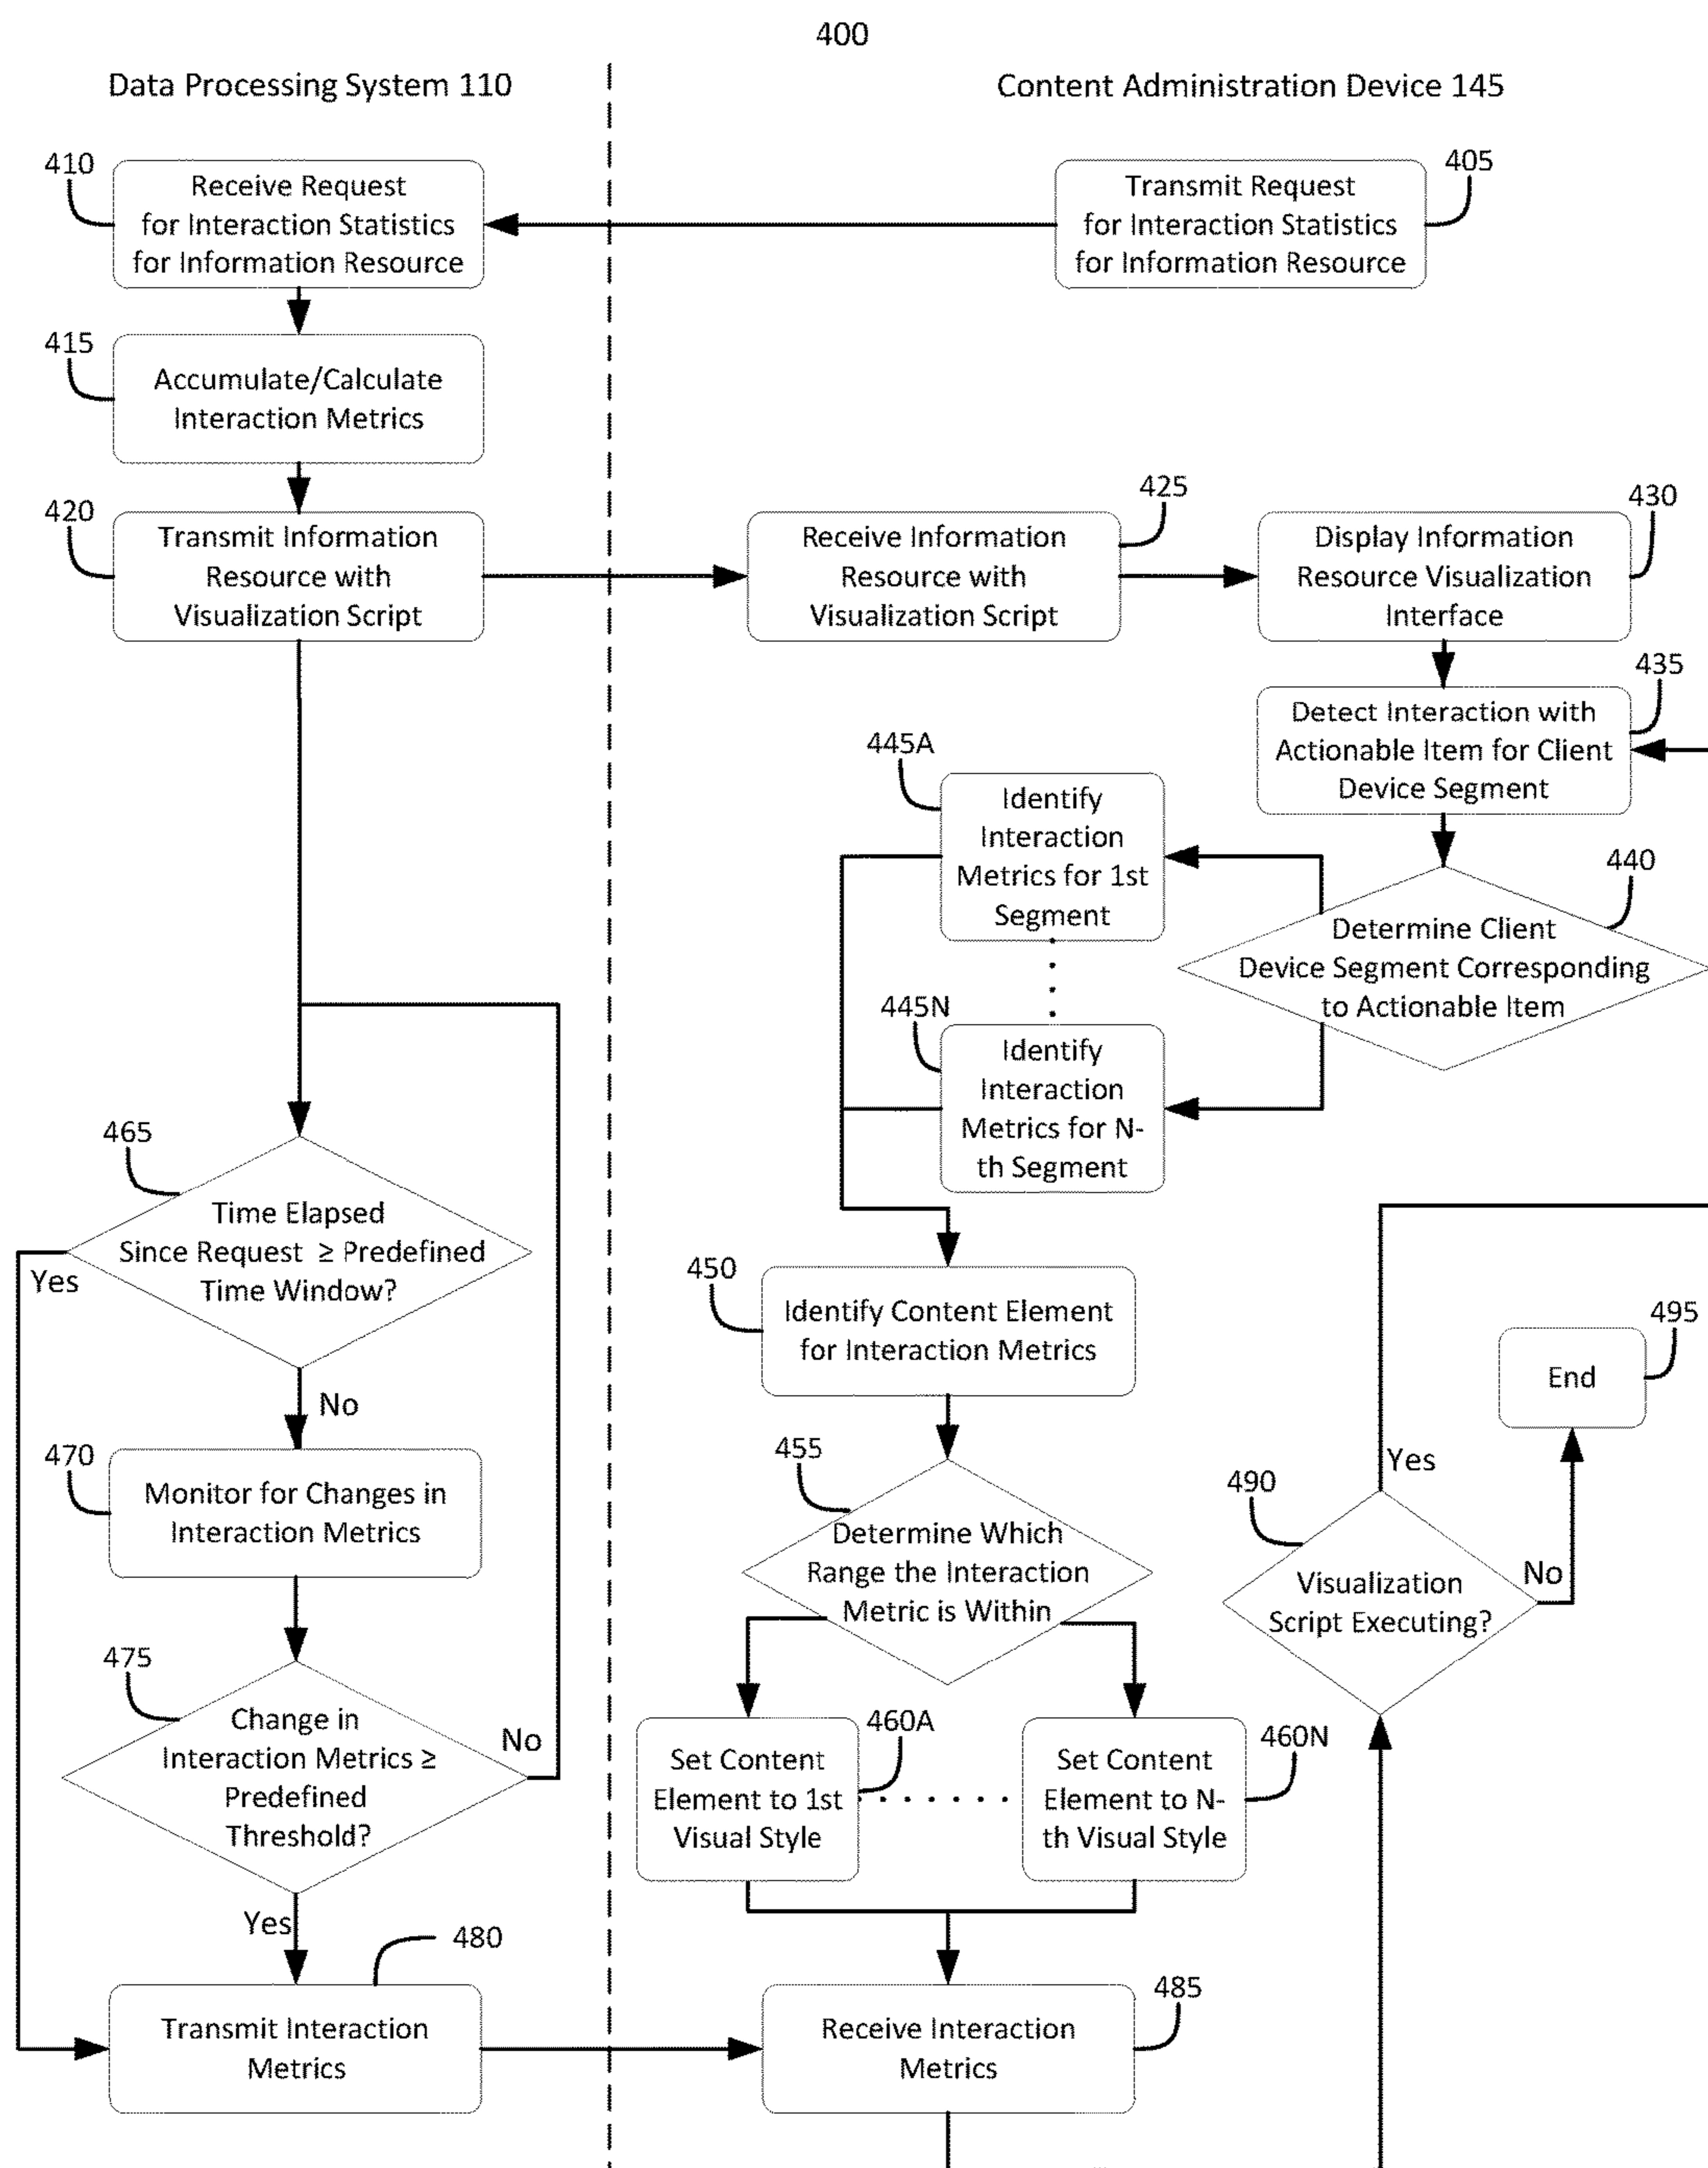 400
Data Processing System 110
Content Administration Device 145
410
Receive Request
for Interaction Statistics
for Information Resource
405
Transmit Request
for Interaction Statistics
for Information Resource
415
Accumulate/Calculate
Interaction Metrics
420
Transmit Information
Resource with
Visualization Script
425
Receive Information
Resource with
Visualization Script
430
Display Information
Resource Visualization
Interface
435
Detect Interaction with
Actionable Item for Client
Device Segment
440
Determine Client
Device Segment Corresponding
to Actionable Item
445A
Identify
Interaction
Metrics for 1st
Segment
445N
Identify
Interaction
Metrics for N-
th Segment
450
Identify Content Element
for Interaction Metrics
455
Determine Which
Range the Interaction
Metric is Within
460A
Set Content
Element to 1st
Visual Style
460N
Set Content
Element to N-
th Visual Style
465
Time Elapsed
Since Request ≥ Predefined
Time Window?
Yes
No
470
Monitor for Changes in
Interaction Metrics
475
Change in
Interaction Metrics ≥
Predefined
Threshold?
No
Yes
480
Transmit Interaction
Metrics
485
Receive Interaction
Metrics
490
Visualization
Script Executing?
Yes
No
495
End